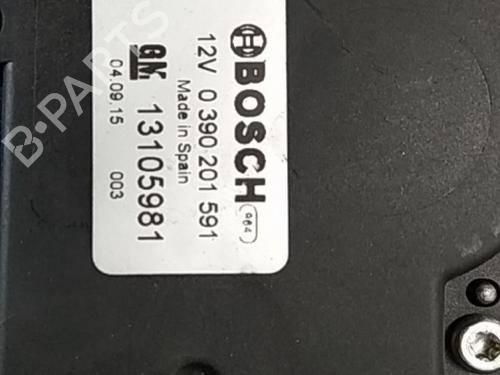 BOSCH
12V 0 390 201 591
Made in Spain
GM 13105981
04.09.15 003
B-PARTS